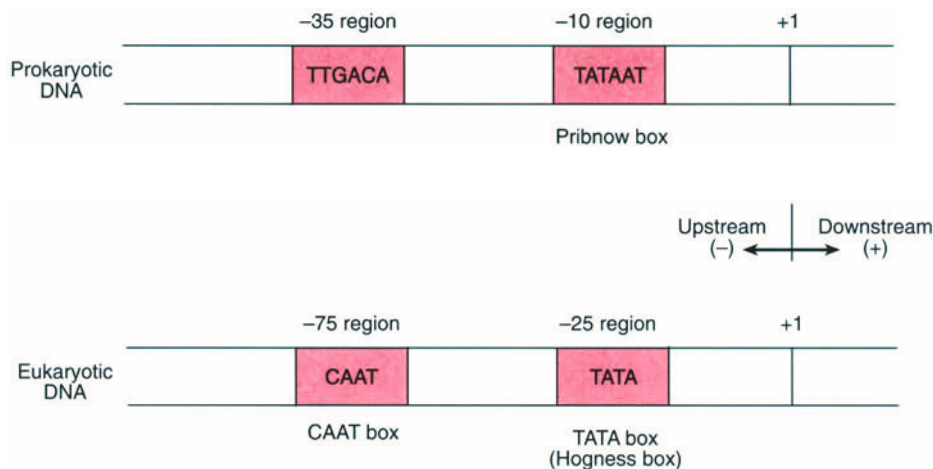 −35 region −10 region +1
Prokaryotic
DNA
TTGACA TATAAT
Pribnow box
Upstream
(−)
Downstream
(+)
−75 region −25 region +1
Eukaryotic
DNA
CAAT TATA
CAAT box
TATA box
(Hogness box)